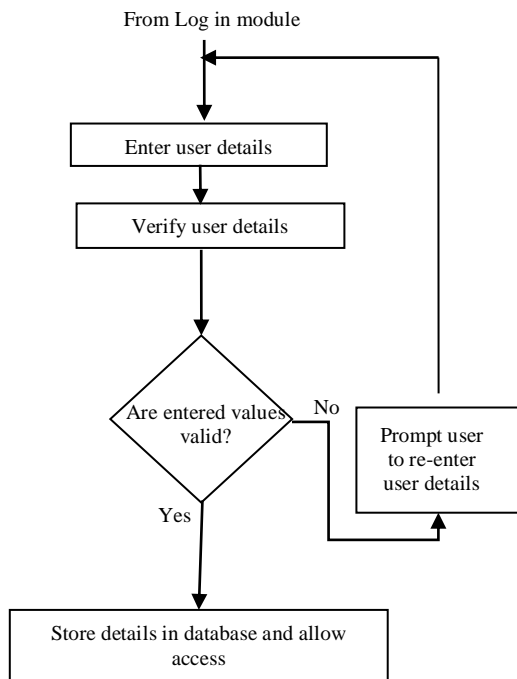 From Log in module
Enter user details
Verify user details
Are entered values
valid?
No
Prompt user
to re-enter
user details
Yes
Store details in database and allow
access